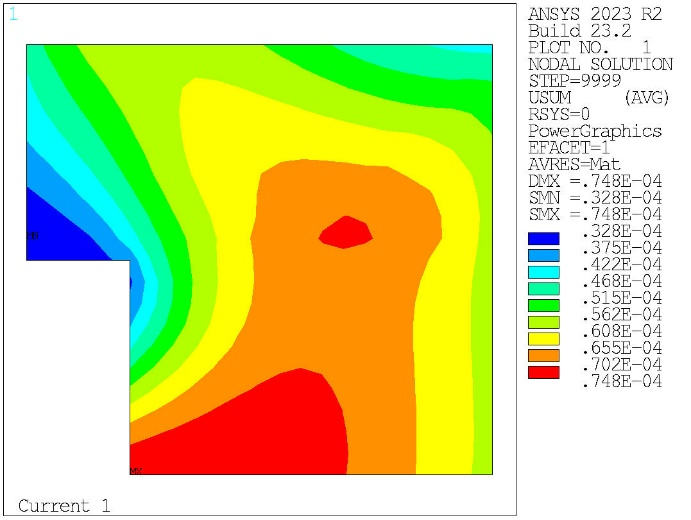 1
ANSYS 2023 R2
Build 23.2
PLOT NO. 1
NODAL SOLUTION
STEP=9999
USUM (AVG)
RSYS=0
PowerGraphics
EFACET=1
AVRES=Mat
DMX =.748E-04
SMN =.328E-04
SMX =.748E-04
.328E-04
.375E-04
.422E-04
.468E-04
.515E-04
.562E-04
.608E-04
.655E-04
.702E-04
.748E-04
MX
Current 1